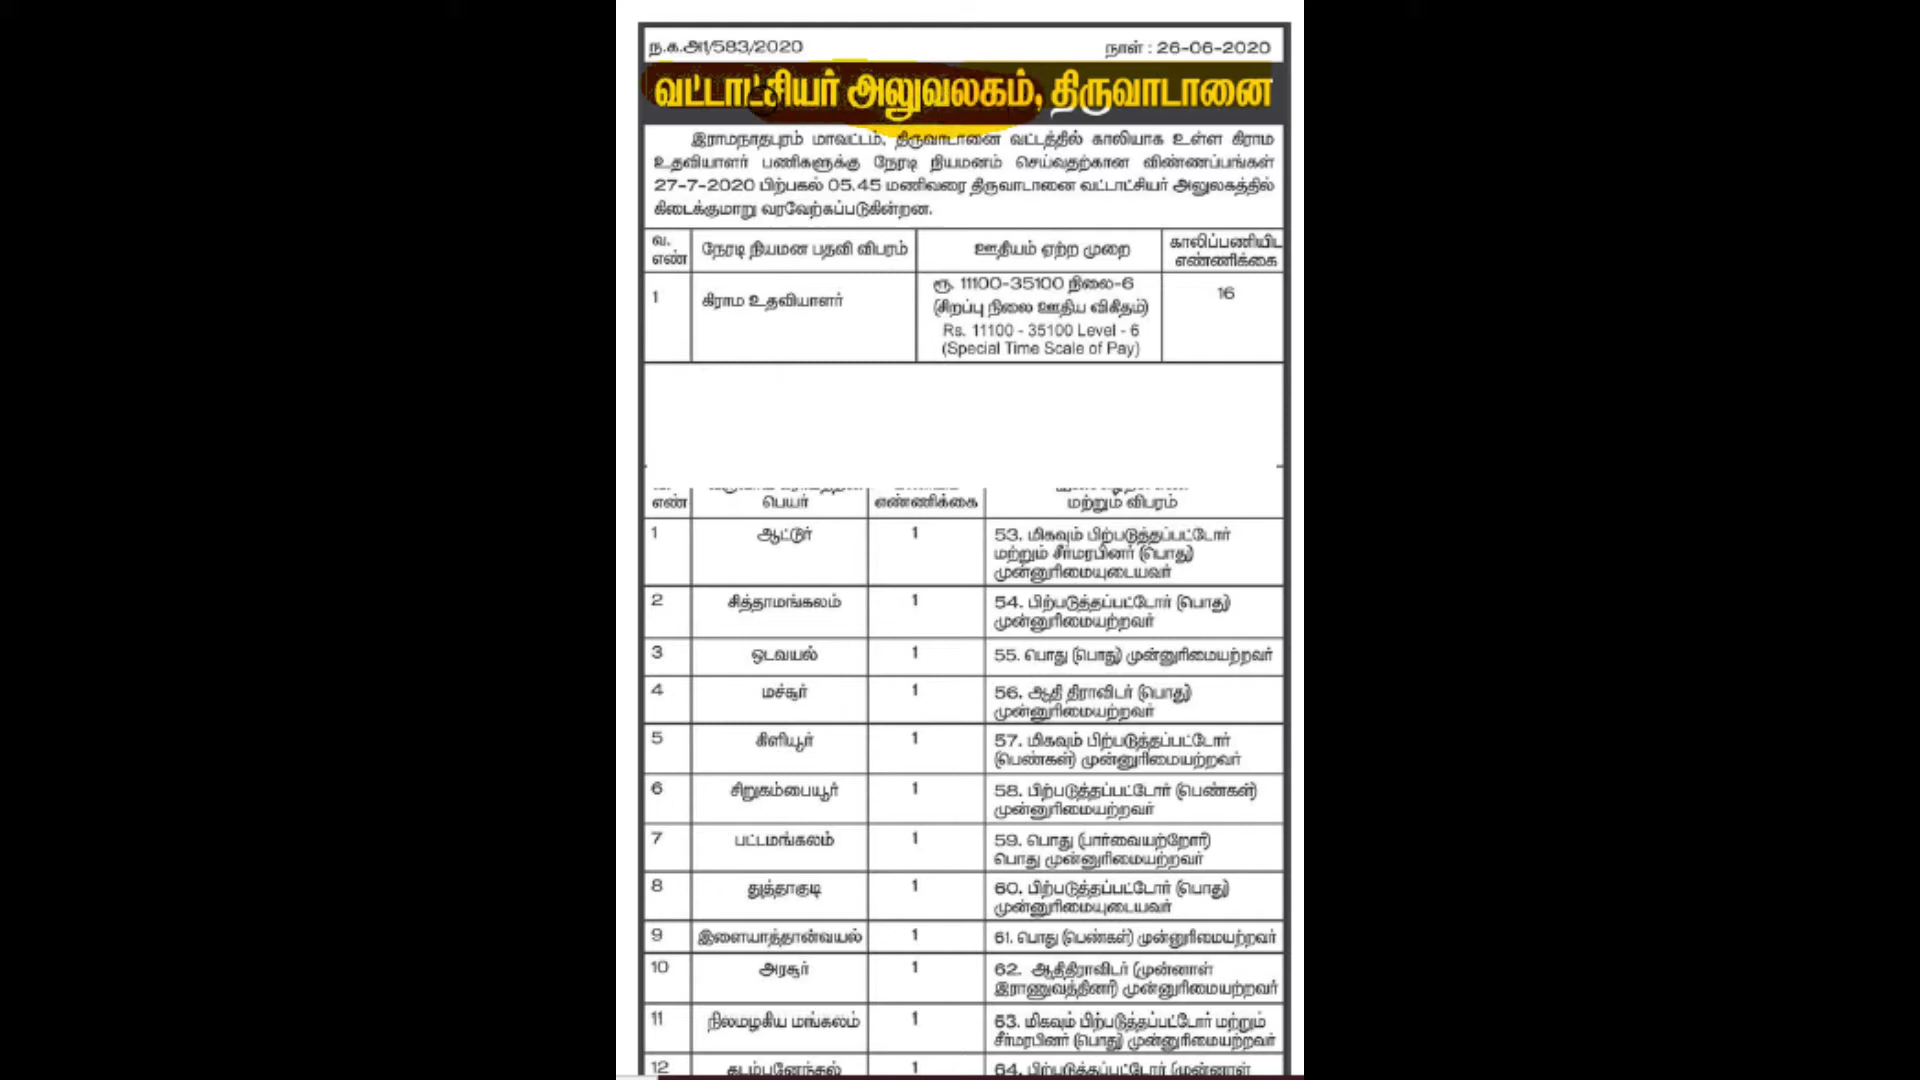 ந.க.அ1/583/2020 நாள் : 26-06-2020
வட்டாட்சியர் அலுவலகம், திருவாடானை
இராமநாதபுரம் மாவட்டம், திருவாடானை வட்டத்தில் காலியாக உள்ள கிராம
உதவியாளர் பணிகளுக்கு நேரடி நியமனம் செய்வதற்கான விண்ணப்பங்கள்
27-7-2020 பிற்பகல் 05.45 மணிவரை திருவாடானை வட்டாட்சியர் அலுலகத்தில்
கிடைக்குமாறு வரவேற்கப்படுகின்றன.
வ. எண் நேரடி நியமன பதவி விபரம் ஊதியம் ஏற்ற முறை காலிப்பணியிட எண்ணிக்கை
1 கிராம உதவியாளர் ரூ. 11100-35100 நிலை-6 16
(சிறப்பு நிலை ஊதிய விகிதம்)
Rs. 11100 - 35100 Level - 6
(Special Time Scale of Pay)
எண் பெயர் எண்ணிக்கை மற்றும் விபரம்
1 ஆட்டூர் 1 53. மிகவும் பிற்படுத்தப்பட்டோர்
மற்றும் சீர்மரபினர் (பொது)
முன்னுரிமையுடையவர்
2 சித்தாமங்கலம் 1 54. பிற்படுத்தப்பட்டோர் (பொது)
முன்னுரிமையற்றவர்
3 ஓடவயல் 1 55. பொது (பொது) முன்னுரிமையற்றவர்
4 மச்சூர் 1 56. ஆதி திராவிடர் (பொது)
முன்னுரிமையற்றவர்
5 கிளியூர் 1 57. மிகவும் பிற்படுத்தப்பட்டோர்
(பெண்கள்) முன்னுரிமையற்றவர்
6 சிறுகம்பையூர் 1 58. பிற்படுத்தப்பட்டோர் (பெண்கள்)
முன்னுரிமையற்றவர்
7 பட்டமங்கலம் 1 59. பொது (பார்வையற்றோர்)
பொது முன்னுரிமையற்றவர்
8 துத்தாகுடி 1 60. பிற்படுத்தப்பட்டோர் (பொது)
முன்னுரிமையுடையவர்
9 இளையாத்தான்வயல் 1 61. பொது (பெண்கள்) முன்னுரிமையற்றவர்
10 அரசூர் 1 62. ஆதிதிராவிடர் (முன்னாள்
இராணுவத்தினர்) முன்னுரிமையற்றவர்
11 நிலமழகிய மங்கலம் 1 63. மிகவும் பிற்படுத்தப்பட்டோர் மற்றும்
சீர்மரபினர் (பொது) முன்னுரிமையற்றவர்
12 கடம்பனேந்தல் 1 64. பிற்படுத்தப்பட்டோர் (முன்னாள்